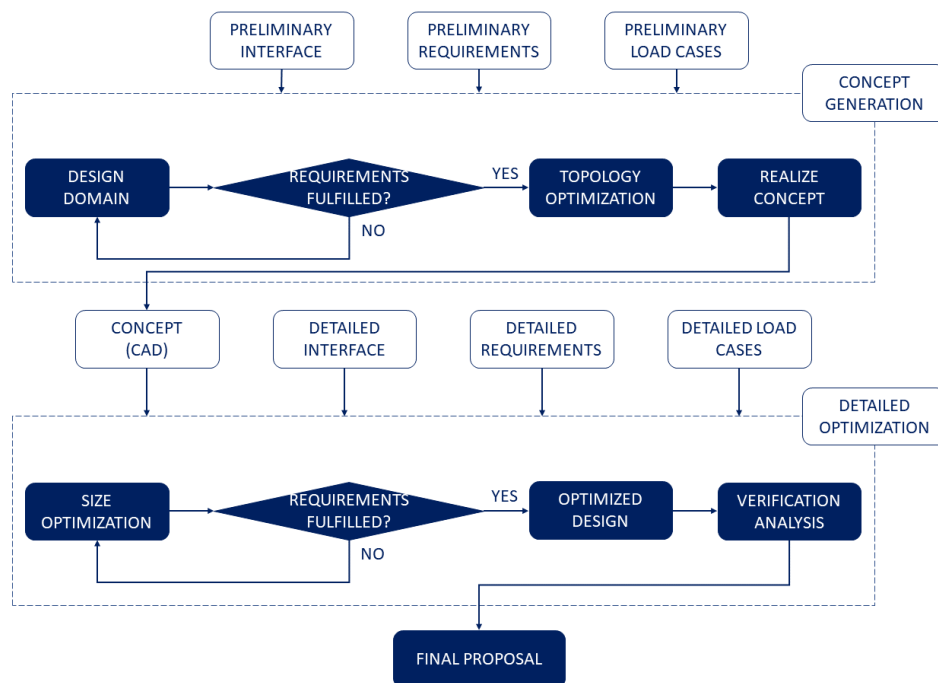 PRELIMINARY
INTERFACE
PRELIMINARY
REQUIREMENTS
PRELIMINARY
LOAD CASES
CONCEPT
GENERATION
DESIGN
DOMAIN
REQUIREMENTS
FULFILLED?
YES
NO
TOPOLOGY
OPTIMIZATION
REALIZE
CONCEPT
CONCEPT
(CAD)
DETAILED
INTERFACE
DETAILED
REQUIREMENTS
DETAILED LOAD
CASES
DETAILED
OPTIMIZATION
SIZE
OPTIMIZATION
REQUIREMENTS
FULFILLED?
YES
NO
OPTIMIZED
DESIGN
VERIFICATION
ANALYSIS
FINAL PROPOSAL